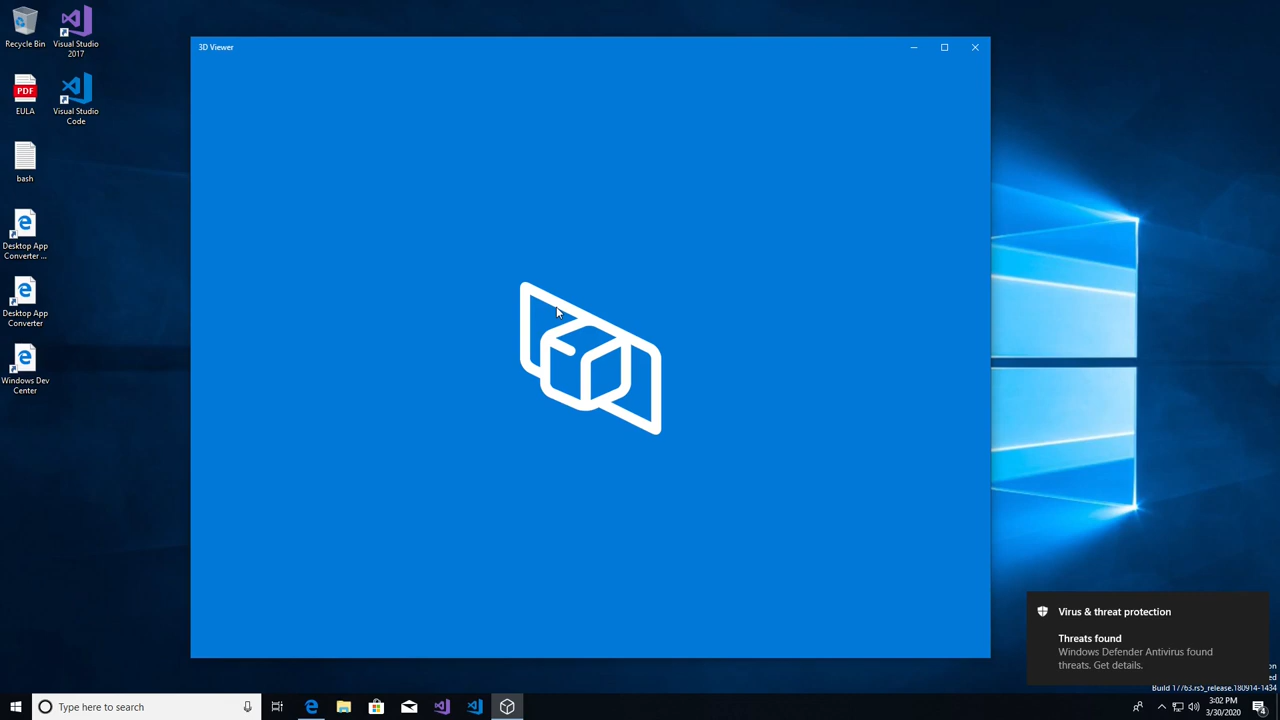 Recycle Bin
Visual Studio
2017
PDF
EULA
Visual Studio
Code
bash
Desktop App
Converter ...
Desktop App
Converter
Windows Dev
Center
3D Viewer
Virus & threat protection
Threats found
Windows Defender Antivirus found
threats. Get details.
Build 17763.rs5_release.180914-1434
Type here to search
3:02 PM
3/30/2020
4